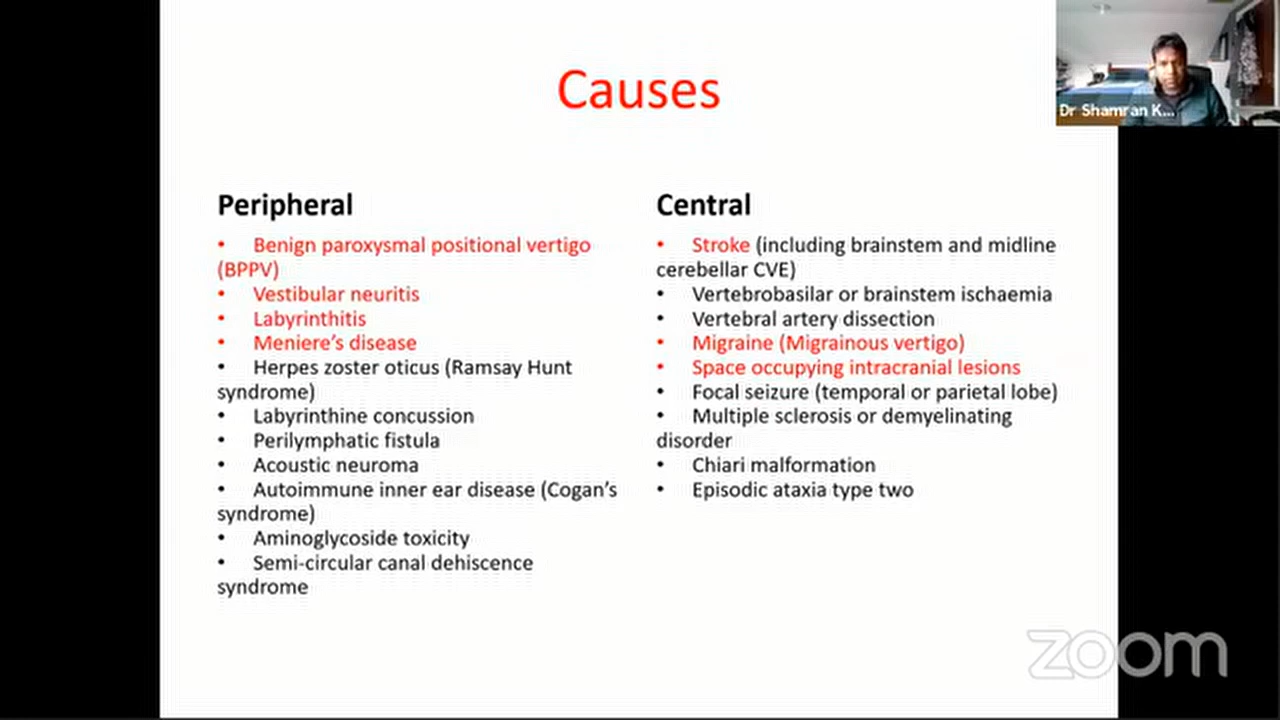 Causes
Dr Shamran K...
Peripheral
• Benign paroxysmal positional vertigo
(BPPV)
• Vestibular neuritis
• Labyrinthitis
• Meniere’s disease
• Herpes zoster oticus (Ramsay Hunt
syndrome)
• Labyrinthine concussion
• Perilymphatic fistula
• Acoustic neuroma
• Autoimmune inner ear disease (Cogan’s
syndrome)
• Aminoglycoside toxicity
• Semi-circular canal dehiscence
syndrome
Central
• Stroke (including brainstem and midline
cerebellar CVE)
• Vertebrobasilar or brainstem ischaemia
• Vertebral artery dissection
• Migraine (Migrainous vertigo)
• Space occupying intracranial lesions
• Focal seizure (temporal or parietal lobe)
• Multiple sclerosis or demyelinating
disorder
• Chiari malformation
• Episodic ataxia type two
zoom